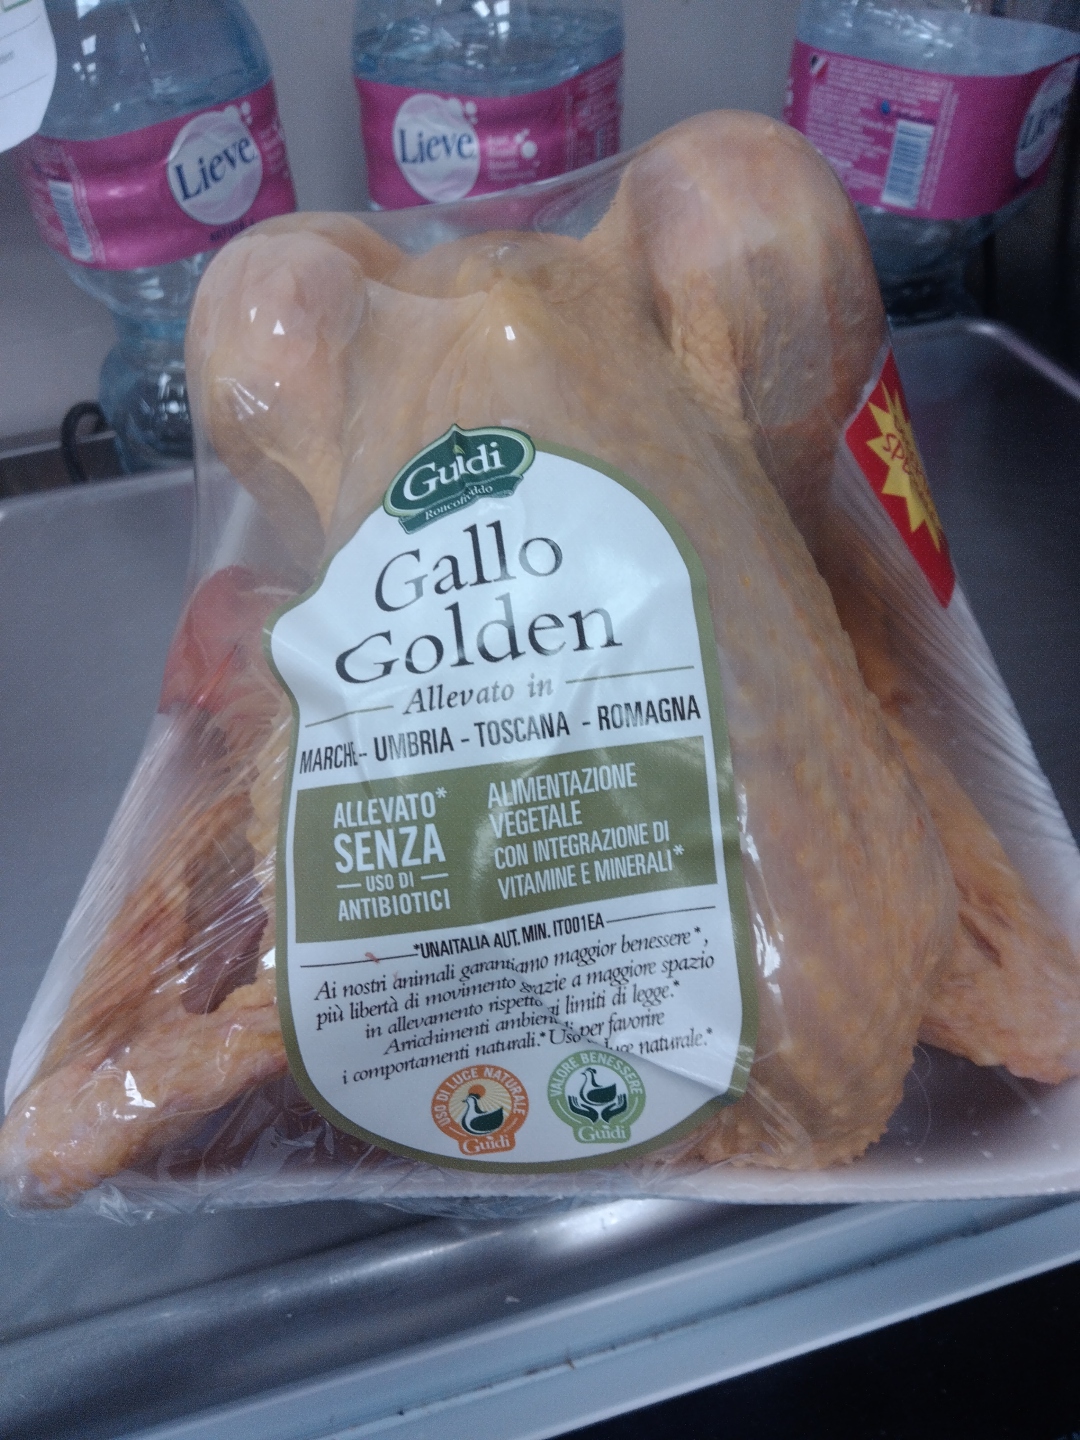 Lieve
Lieve
Lieve
Guidi
Roncofreddo
Gallo
Golden
Allevato in
MARCHE - UMBRIA - TOSCANA - ROMAGNA
ALLEVATO*
SENZA
USO DI
ANTIBIOTICI
ALIMENTAZIONE
VEGETALE
CON INTEGRAZIONE DI
VITAMINE E MINERALI*
*UNAITALIA AUT. MIN. IT001EA
Ai nostri animali garantiamo maggior benessere*,
più libertà di movimento grazie a maggiore spazio
in allevamento rispetto ai limiti di legge.*
Arricchimenti ambientali per favorire
i comportamenti naturali.* Uso luce naturale.*
USO DI LUCE NATURALE
Guidi
VALORE BENESSERE
Guidi